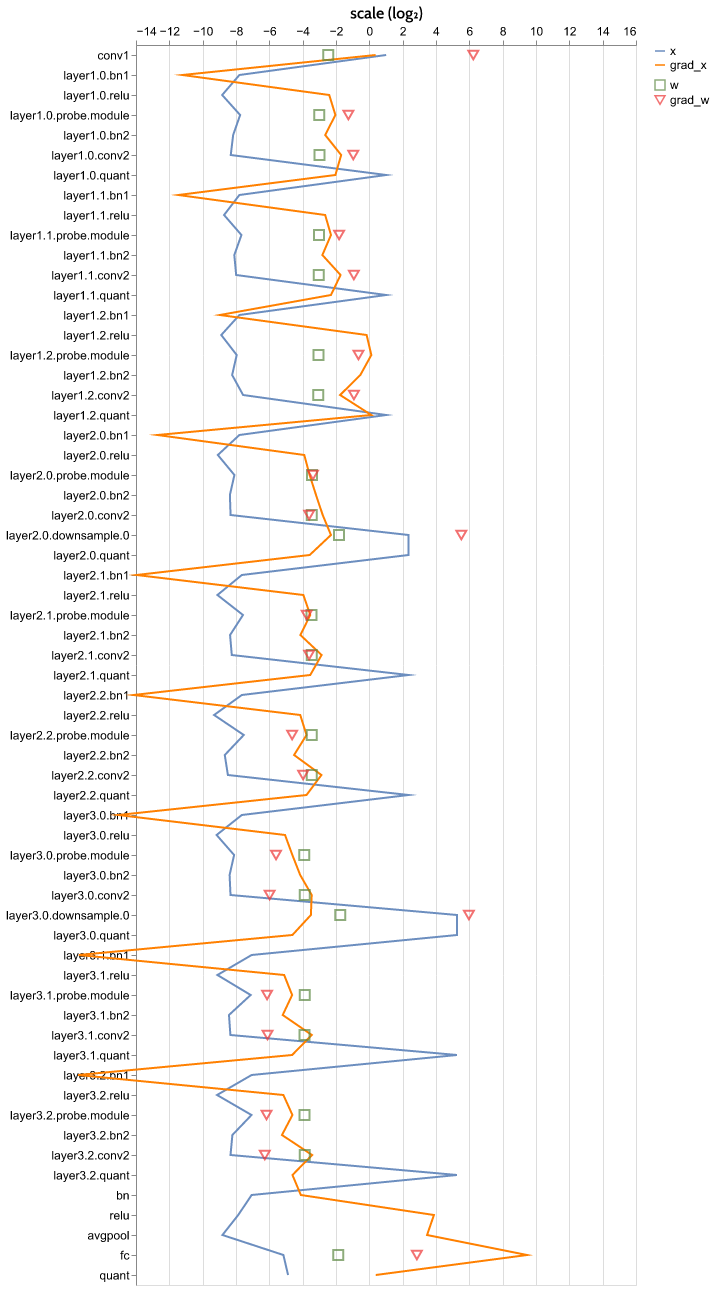 scale (log₂)
−14 −12 −10 −8 −6 −4 −2 0 2 4 6 8 10 12 14 16
x
grad_x
w
grad_w
conv1
layer1.0.bn1
layer1.0.relu
layer1.0.probe.module
layer1.0.bn2
layer1.0.conv2
layer1.0.quant
layer1.1.bn1
layer1.1.relu
layer1.1.probe.module
layer1.1.bn2
layer1.1.conv2
layer1.1.quant
layer1.2.bn1
layer1.2.relu
layer1.2.probe.module
layer1.2.bn2
layer1.2.conv2
layer1.2.quant
layer2.0.bn1
layer2.0.relu
layer2.0.probe.module
layer2.0.bn2
layer2.0.conv2
layer2.0.downsample.0
layer2.0.quant
layer2.1.bn1
layer2.1.relu
layer2.1.probe.module
layer2.1.bn2
layer2.1.conv2
layer2.1.quant
layer2.2.bn1
layer2.2.relu
layer2.2.probe.module
layer2.2.bn2
layer2.2.conv2
layer2.2.quant
layer3.0.bn1
layer3.0.relu
layer3.0.probe.module
layer3.0.bn2
layer3.0.conv2
layer3.0.downsample.0
layer3.0.quant
layer3.1.bn1
layer3.1.relu
layer3.1.probe.module
layer3.1.bn2
layer3.1.conv2
layer3.1.quant
layer3.2.bn1
layer3.2.relu
layer3.2.probe.module
layer3.2.bn2
layer3.2.conv2
layer3.2.quant
bn
relu
avgpool
fc
quant